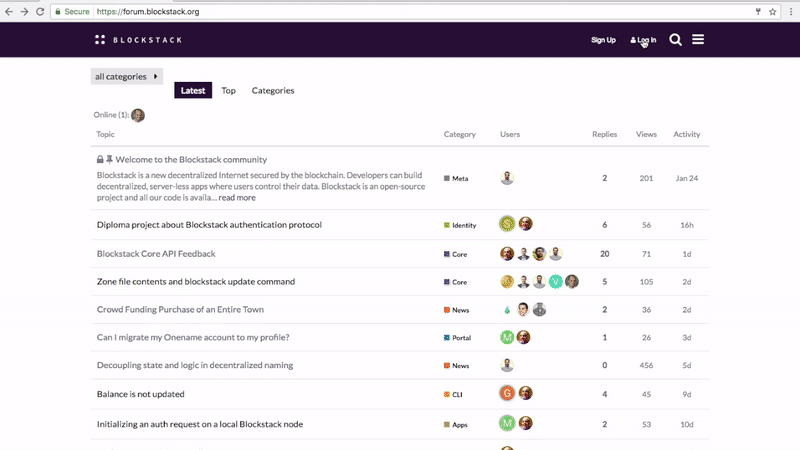 Secure https://forum.blockstack.org
BLOCKSTACK Sign Up Log In
all categories
Latest Top Categories
Online (1):
Topic Category Users Replies Views Activity
Welcome to the Blockstack community
Blockstack is a new decentralized Internet secured by the blockchain. Developers can build
decentralized, server-less apps where users control their data. Blockstack is an open-source
project and all our code is availa... read more
Meta 2 201 Jan 24
Diploma project about Blockstack authentication protocol Identity S 6 56 16h
Blockstack Core API Feedback Core 20 71 1d
Zone file contents and blockstack update command Core V 5 105 2d
Crowd Funding Purchase of an Entire Town News 2 36 2d
Can I migrate my Onename account to my profile? Portal M 1 26 3d
Decoupling state and logic in decentralized naming News 0 456 5d
Balance is not updated CLI G 4 45 9d
Initializing an auth request on a local Blockstack node Apps M 2 53 10d